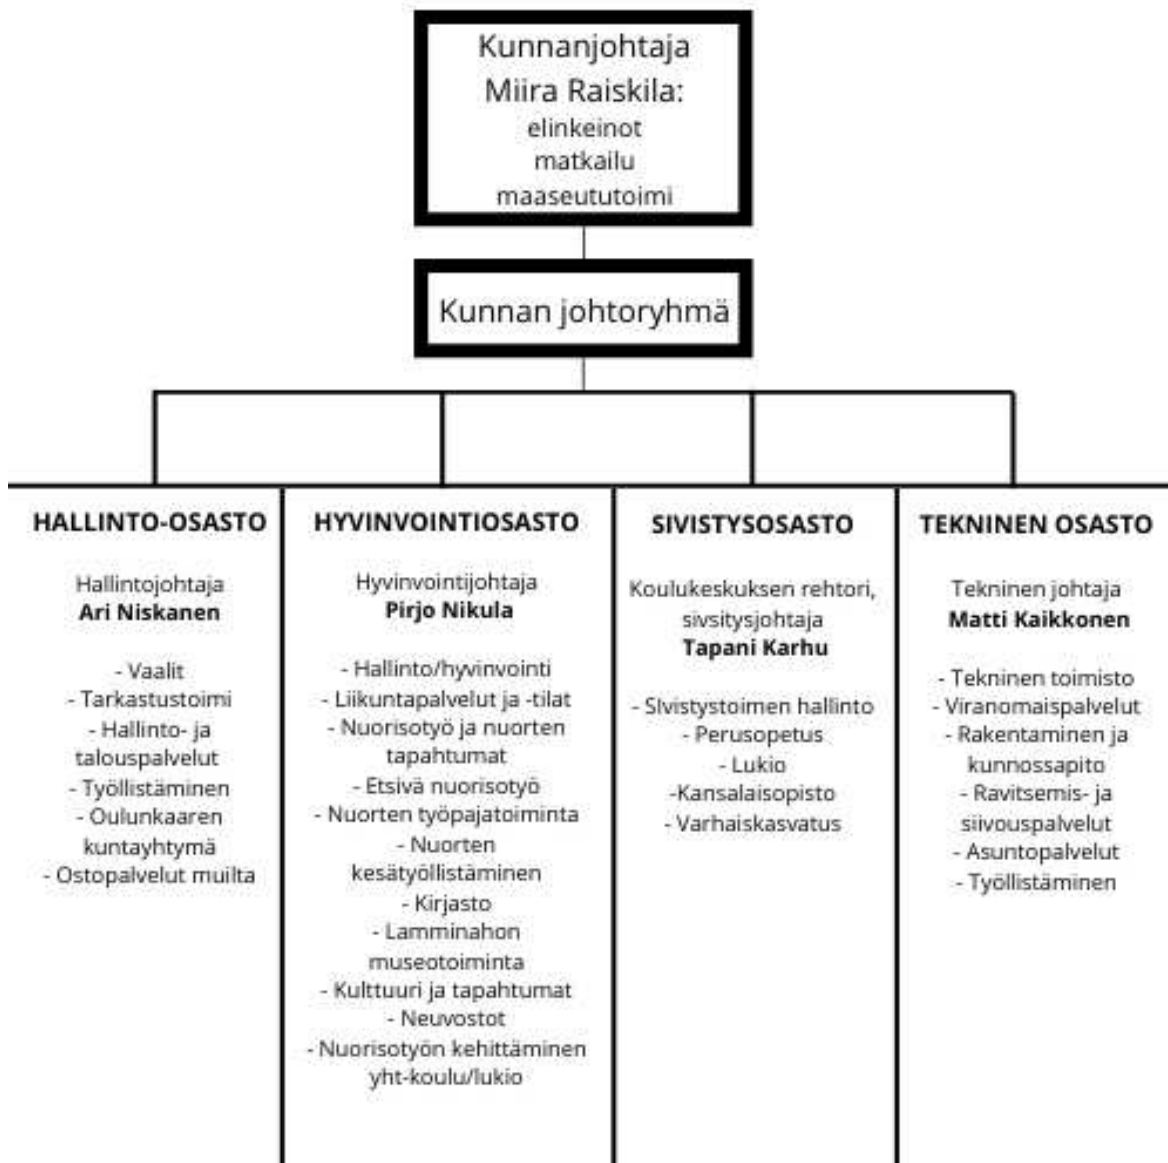 Kunnanjohtaja
Miira Raiskila:
elinkeinot
matkailu
maaseututoimi
Kunnan johtoryhmä
HALLINTO-OSASTO
Hallintojohtaja
Ari Niskanen
- Vaalit
- Tarkastustoimi
- Hallinto- ja
talouspalvelut
- Työllistäminen
- Oulunkaaren
kuntayhtymä
- Ostopalvelut muilta
HYVINVOINTIOSASTO
Hyvinvointijohtaja
Pirjo Nikula
- Hallinto/hyvinvointi
- Liikuntapalvelut ja -tilat
- Nuorisotyö ja nuorten
tapahtumat
- Etsivä nuorisotyö
- Nuorten työpajatoiminta
- Nuorten
kesätyöllistäminen
- Kirjasto
- Lamminahon
museotoiminta
- Kulttuuri ja tapahtumat
- Neuvostot
- Nuorisotyön kehittäminen
yht-koulu/lukio
SIVISTYSOSASTO
Koulukeskuksen rehtori,
sivsitysjohtaja
Tapani Karhu
- SIvistystoimen hallinto
- Perusopetus
- Lukio
-Kansalaisopisto
- Varhaiskasvatus
TEKNINEN OSASTO
Tekninen johtaja
Matti Kaikkonen
- Tekninen toimisto
- Viranomaispalvelut
- Rakentaminen ja
kunnossapito
- Ravitsemis- ja
siivouspalvelut
- Asuntopalvelut
- Työllistäminen